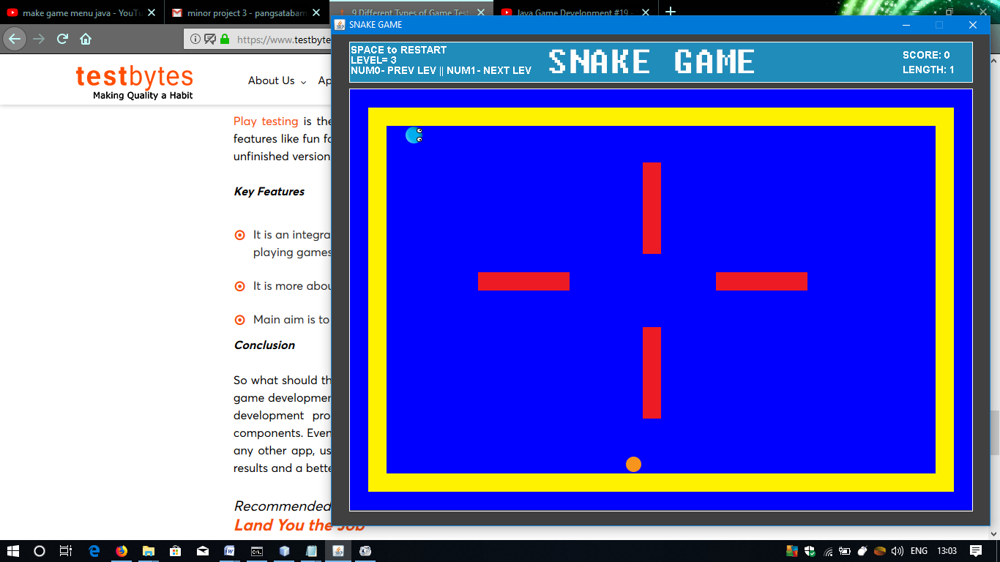 make game menu java - YouTu
minor project 3 - pangsatabam
9 Different Types of Game Test
Java Game Development #19 -
https://www.testbyte
SNAKE GAME
SPACE to RESTART
LEVEL= 3
NUM0- PREV LEV || NUM1- NEXT LEV
SNAKE GAME
SCORE: 0
LENGTH: 1
testbytes
Making Quality a Habit
About Us
Ap
Play testing is the
features like fun fa
unfinished version
Key Features
It is an integra
playing games
It is more abou
Main aim is to
Conclusion
So what should th
game developmen
development pro
components. Even
any other app, us
results and a bette
Recommended
Land You the Job
ENG 13:03